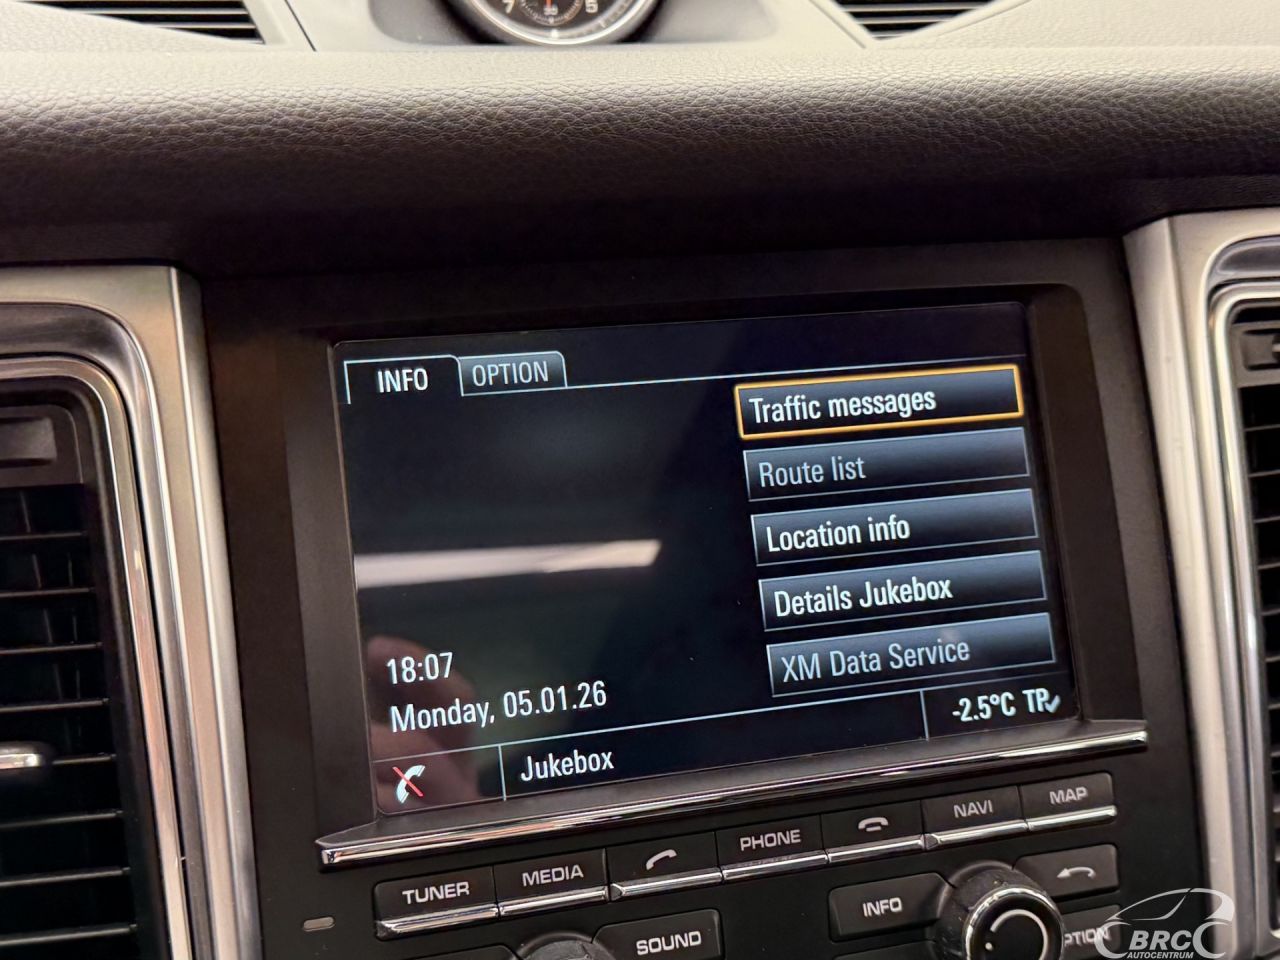 INFO
OPTION
Traffic messages
Route list
Location info
Details Jukebox
XM Data Service
18:07
Monday, 05.01.26
-2.5°C TP
Jukebox
TUNER
MEDIA
PHONE
NAVI
MAP
INFO
SOUND
BRC
AUTOCENTRUM